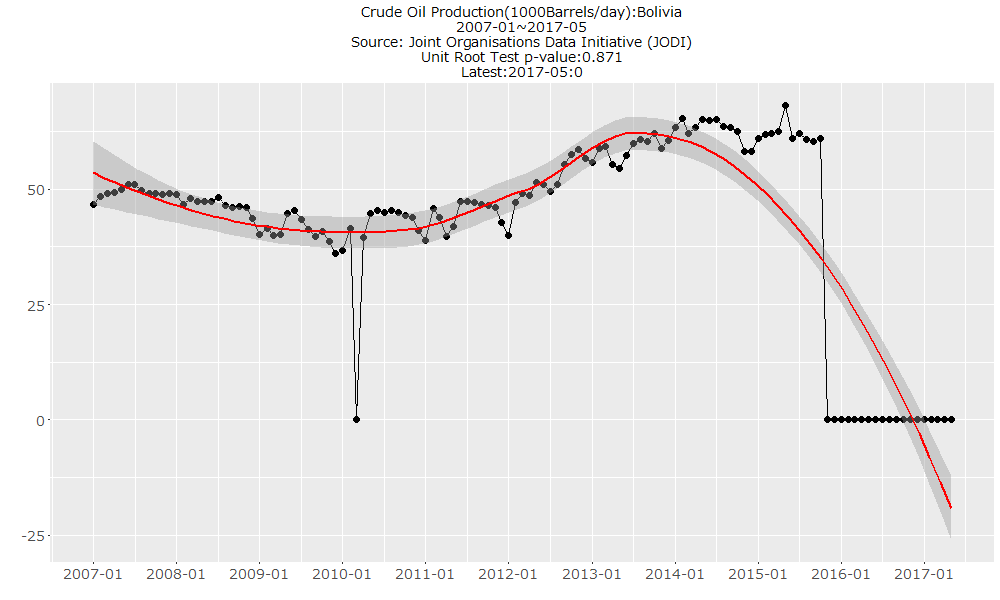 Crude Oil Production(1000Barrels/day):Bolivia
2007-01~2017-05
Source: Joint Organisations Data Initiative (JODI)
Unit Root Test p-value:0.871
Latest:2017-05:0
50
25
0
-25
2007-01 2008-01 2009-01 2010-01 2011-01 2012-01 2013-01 2014-01 2015-01 2016-01 2017-01